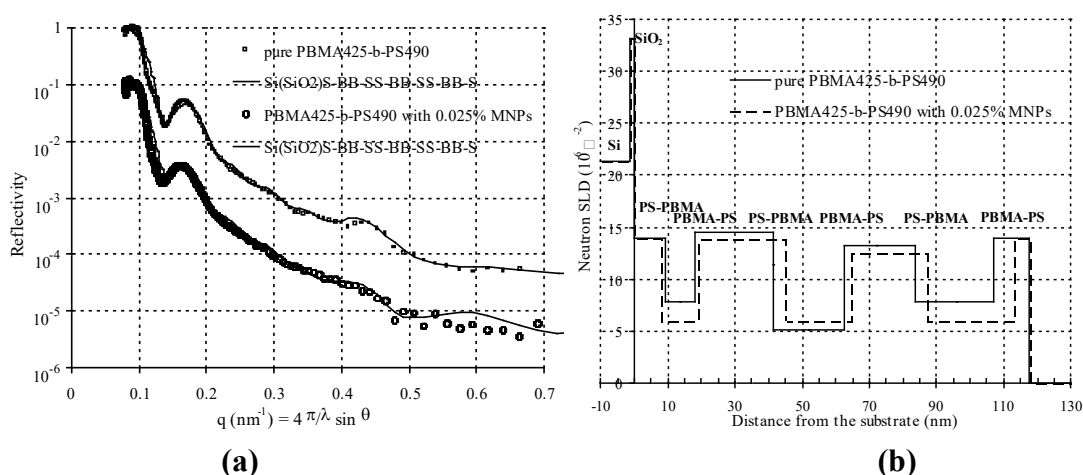 1
10⁻¹
10⁻²
10⁻³
10⁻⁴
10⁻⁵
10⁻⁶
Reflectivity
pure PBMA425-b-PS490
Si(SiO2)S-BB-SS-BB-SS-BB-S
PBMA425-b-PS490 with 0.025% MNPs
Si(SiO2)S-BB-SS-BB-SS-BB-S
0 0.1 0.2 0.3 0.4 0.5 0.6 0.7
q (nm⁻¹) = 4 π/λ sin θ
(a)
35
30
25
20
15
10
5
0
Neutron SLD (10⁶ □⁻²)
SiO₂
Si
pure PBMA425-b-PS490
PBMA425-b-PS490 with 0.025% MNPs
PS-PBMA PBMA-PS PS-PBMA PBMA-PS PS-PBMA PBMA-PS
-10 10 30 50 70 90 110 130
Distance from the substrate (nm)
(b)